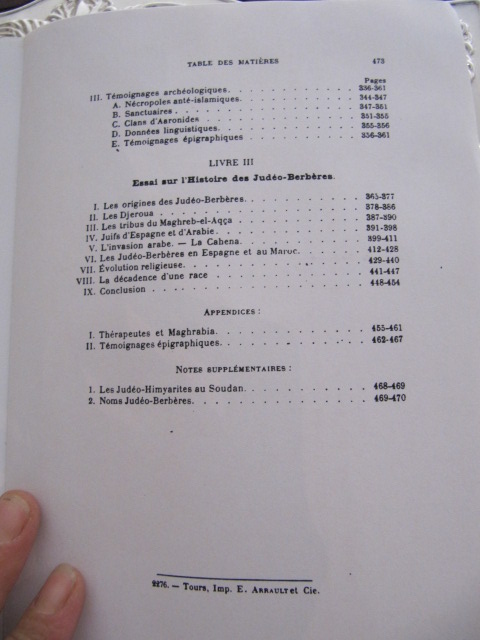 TABLE DES MATIÈRES 473
Pages
III. Témoignages archéologiques. . . . . . . . . . . . . 336-361
A. Nécropoles anté-islamiques. . . . . . . . . . . . 344-347
B. Sanctuaires . . . . . . . . . . . . . . . . . . 347-351
C. Clans d'Aaronides . . . . . . . . . . . . . . . 351-355
D. Données linguistiques. . . . . . . . . . . . . . 355-356
E. Témoignages épigraphiques . . . . . . . . . . . 356-361
LIVRE III
Essai sur l'Histoire des Judéo-Berbères.
I. Les origines des Judéo-Berbères. . . . . . . . . . . 365-377
II. Les Djeroua . . . . . . . . . . . . . . . . . . . 378-386
III. Les tribus du Maghreb-el-Aqça . . . . . . . . . . . 387-390
IV. Juifs d'Espagne et d'Arabie. . . . . . . . . . . . . 391-398
V. L'invasion arabe. — La Cahena. . . . . . . . . . . . 399-411
VI. Les Judéo-Berbères en Espagne et au Maroc. . . . . . . 412-428
VII. Évolution religieuse. . . . . . . . . . . . . . . . 429-440
VIII. La décadence d'une race . . . . . . . . . . . . . 441-447
IX. Conclusion . . . . . . . . . . . . . . . . . . . 448-454
APPENDICES :
I. Thérapeutes et Maghrabia. . . . . . . . . . . . . . 455-461
II. Témoignages épigraphiques. . . . . . . . . . . . . 462-467
NOTES SUPPLÉMENTAIRES :
1. Les Judéo-Himyarites au Soudan. . . . . . . . . . . 468-469
2. Noms Judéo-Berbères. . . . . . . . . . . . . . . . 469-470
2276. — Tours, Imp. E. ARRAULT et Cie.